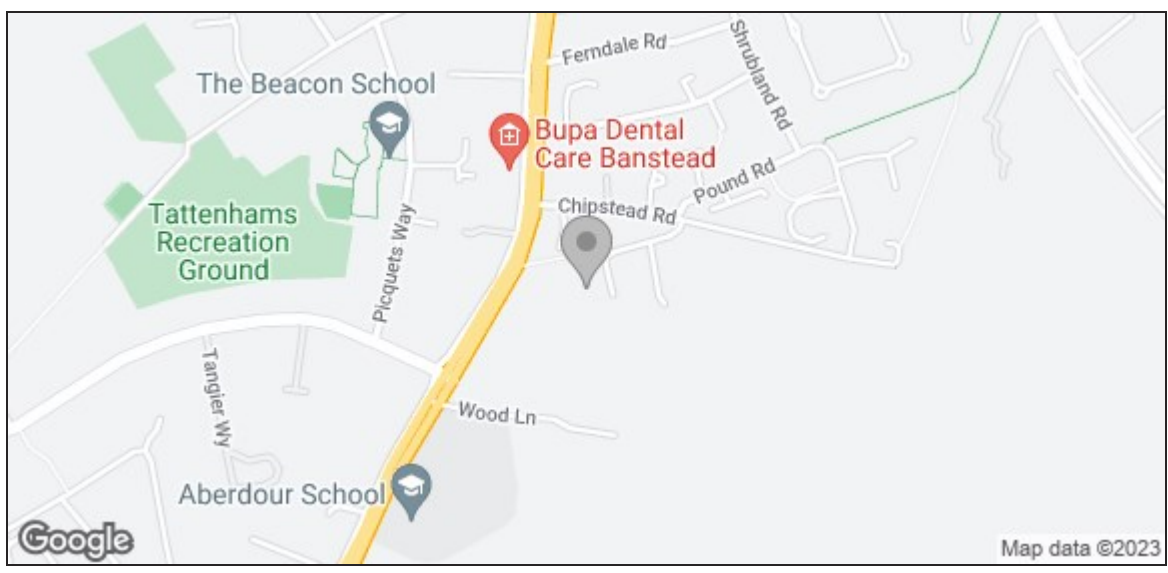 Ferndale Rd
Shrubland Rd
The Beacon School
Bupa Dental
Care Banstead
Pound Rd
Chipstead Rd
Tattenhams
Recreation
Ground
Picquets Way
Tangier Wy
Wood Ln
Aberdour School
Google
Map data ©2023